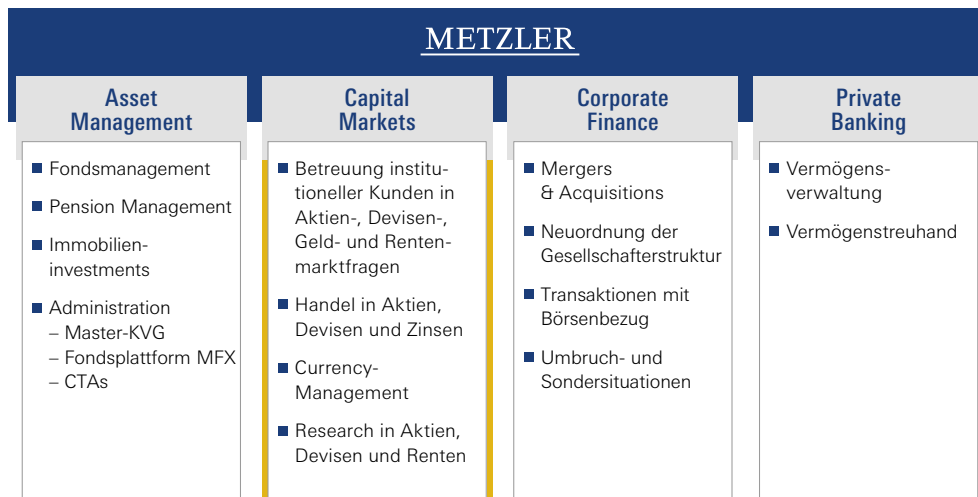 METZLER
Asset
Management
Fondsmanagement
Pension Management
Immobilien-
investments
Administration
– Master-KVG
– Fondsplattform MFX
– CTAs
Capital
Markets
Betreuung institu-
tioneller Kunden in
Aktien-, Devisen-,
Geld- und Renten-
marktfragen
Handel in Aktien,
Devisen und Zinsen
Currency-
Management
Research in Aktien,
Devisen und Renten
Corporate
Finance
Mergers
& Acquisitions
Neuordnung der
Gesellschafterstruktur
Transaktionen mit
Börsenbezug
Umbruch- und
Sondersituationen
Private
Banking
Vermögens-
verwaltung
Vermögenstreuhand